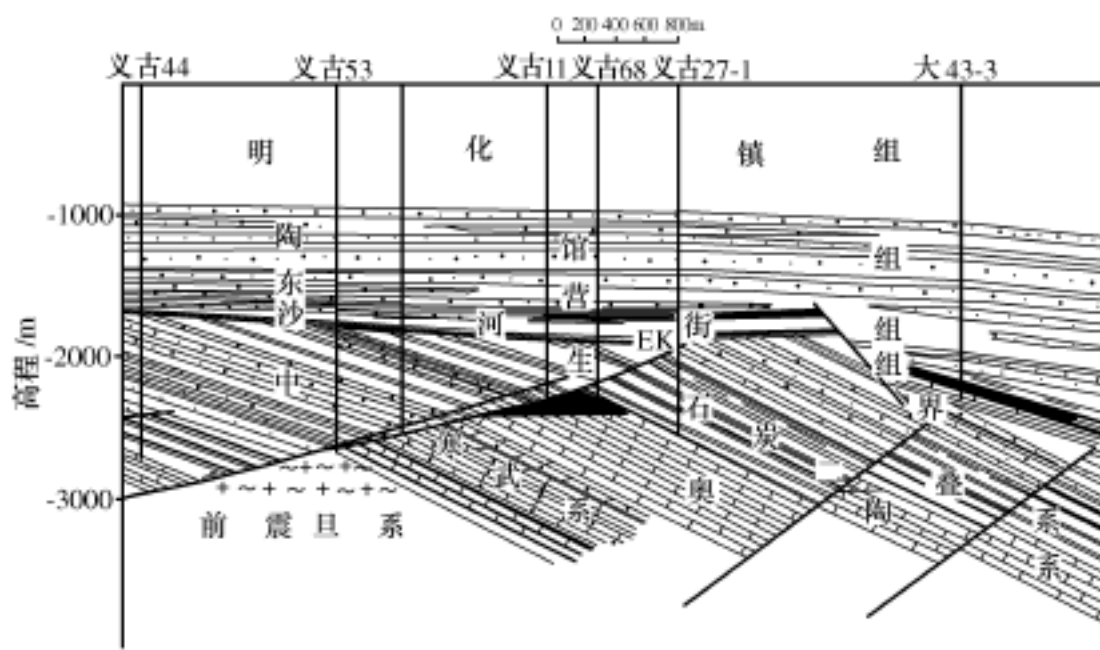 0 200 400 600 800m
义古44 义古53 义古11 义古68 义古27-1 大43-3
明 化 镇 组
-1000
陶 馆 组
东 营 组
沙 河 街 组
EK
-2000
中 生 界
高程/m
石 炭 二 叠 系
寒 武 系
奥 陶 系
-3000
前 震 旦 系